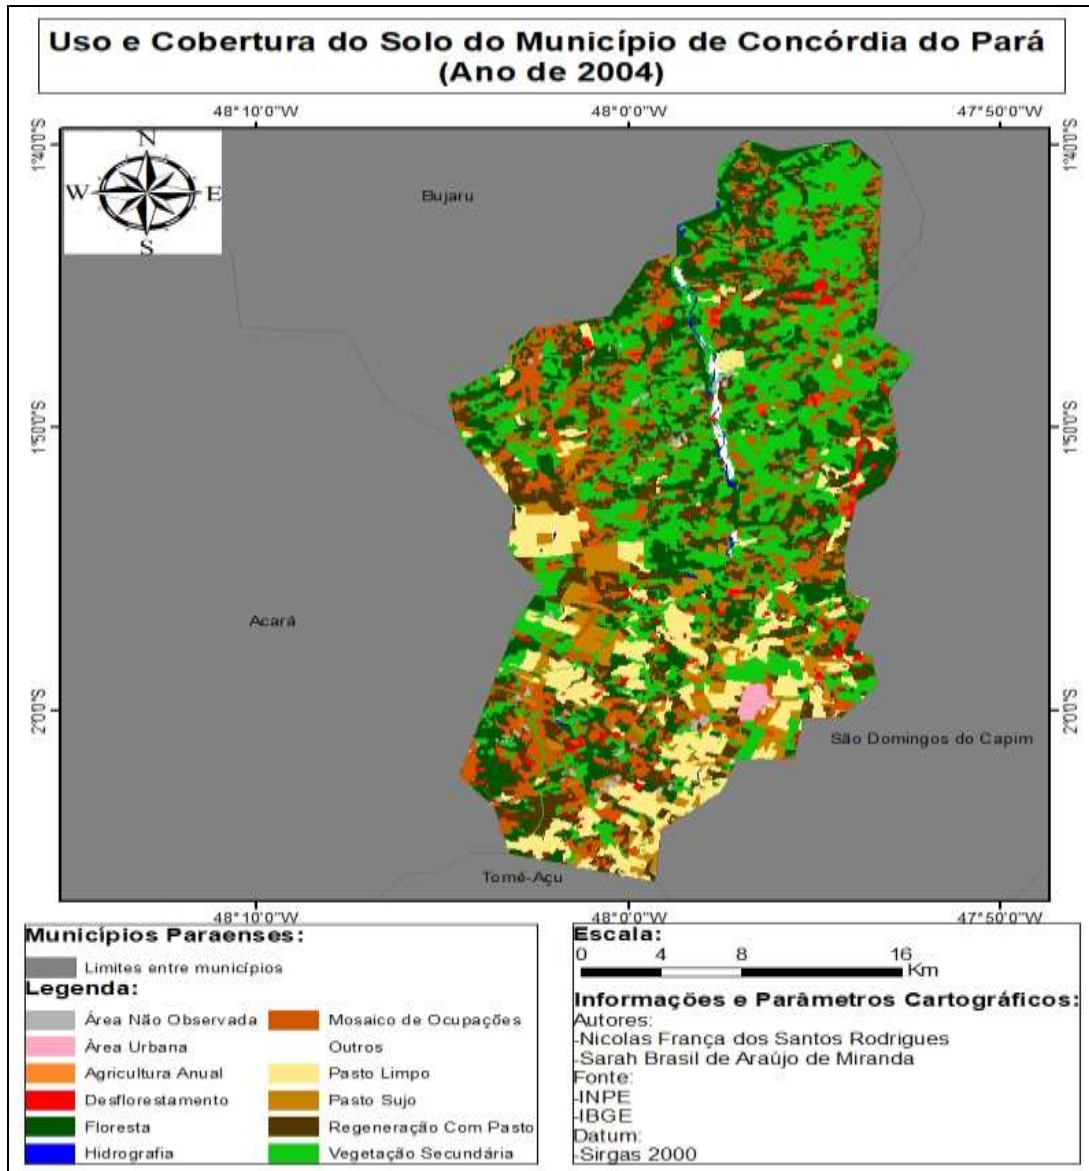 Uso e Cobertura do Solo do Município de Concórdia do Pará
(Ano de 2004)
48°10'0"W 48°0'0"W 47°50'0"W
1°40'0"S 1°40'0"S
N
W E
S
Bujaru
1°50'0"S 1°50'0"S
Acará
2°0'0"S 2°0'0"S
São Domingos do Capim
Tomé-Açu
48°10'0"W 48°0'0"W 47°50'0"W
Municípios Paraenses:
Limites entre municípios
Legenda:
Área Não Observada Mosaico de Ocupações
Àrea Urbana Outros
Agricultura Anual Pasto Limpo
Desflorestamento Pasto Sujo
Floresta Regeneração Com Pasto
Hidrografia Vegetação Secundária
Escala:
0 4 8 16
Km
Informações e Parâmetros Cartográficos:
Autores:
-Nicolas França dos Santos Rodrigues
-Sarah Brasil de Araújo de Miranda
Fonte:
-INPE
-IBGE
Datum:
-Sirgas 2000